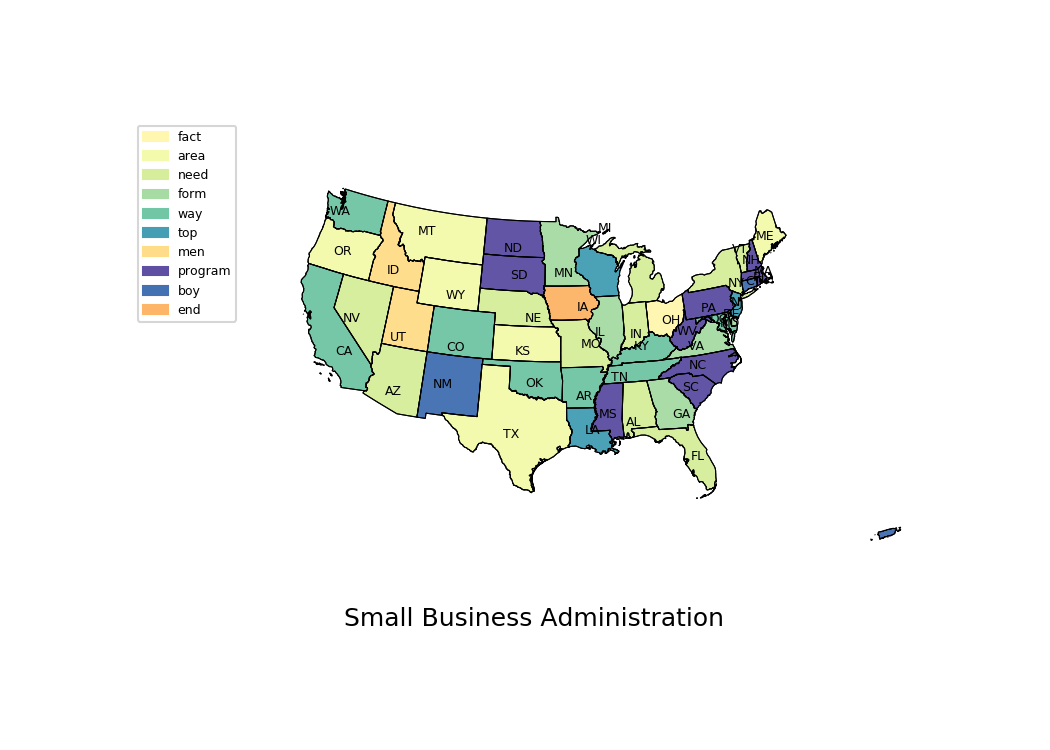 fact
area
need
form
way
top
men
program
boy
end
WA
OR
MT
ID
WY
NV
UT
CA
CO
AZ
NM
ND
SD
NE
KS
OK
TX
MN
IA
MO
AR
LA
WI
MI
IL
IN
OH
KY
TN
MS
AL
GA
FL
SC
NC
VA
WV
PA
NY
VT
NH
ME
MA
CT
Small Business Administration